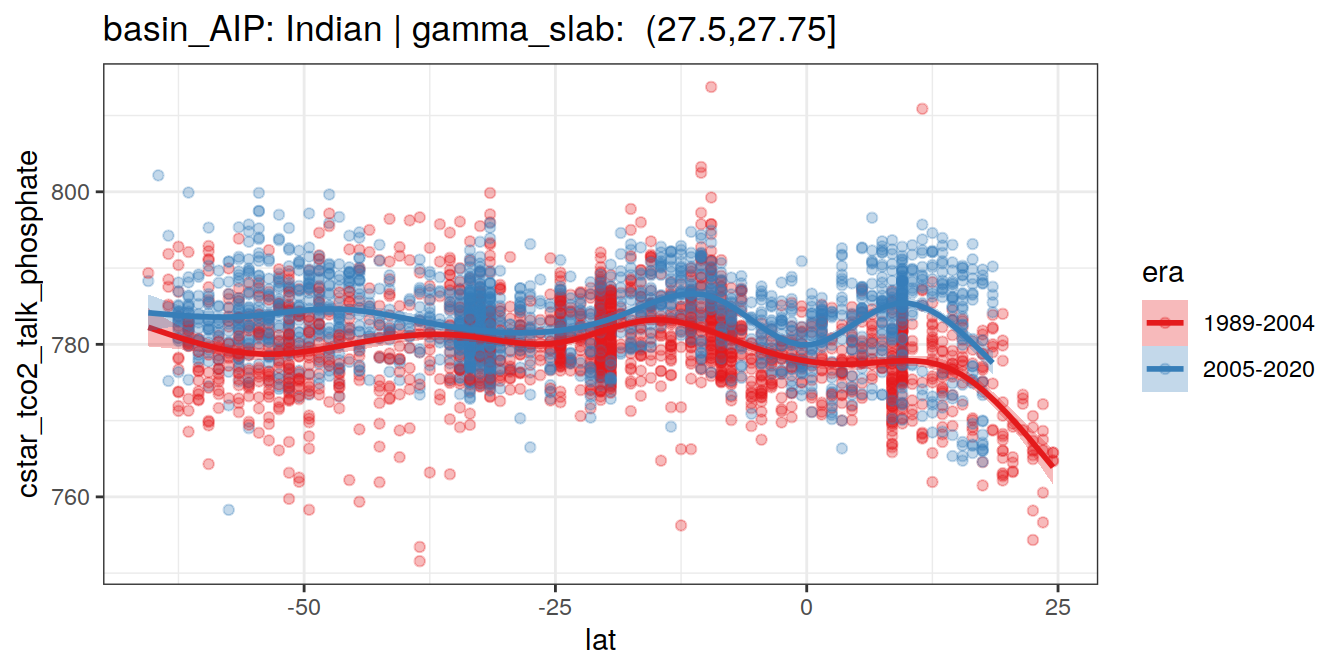 basin_AIP: Indian | gamma_slab:  (27.5,27.75]
cstar_tco2_talk_phosphate
800
780
760
-50
-25
0
25
lat
era
1989-2004
2005-2020